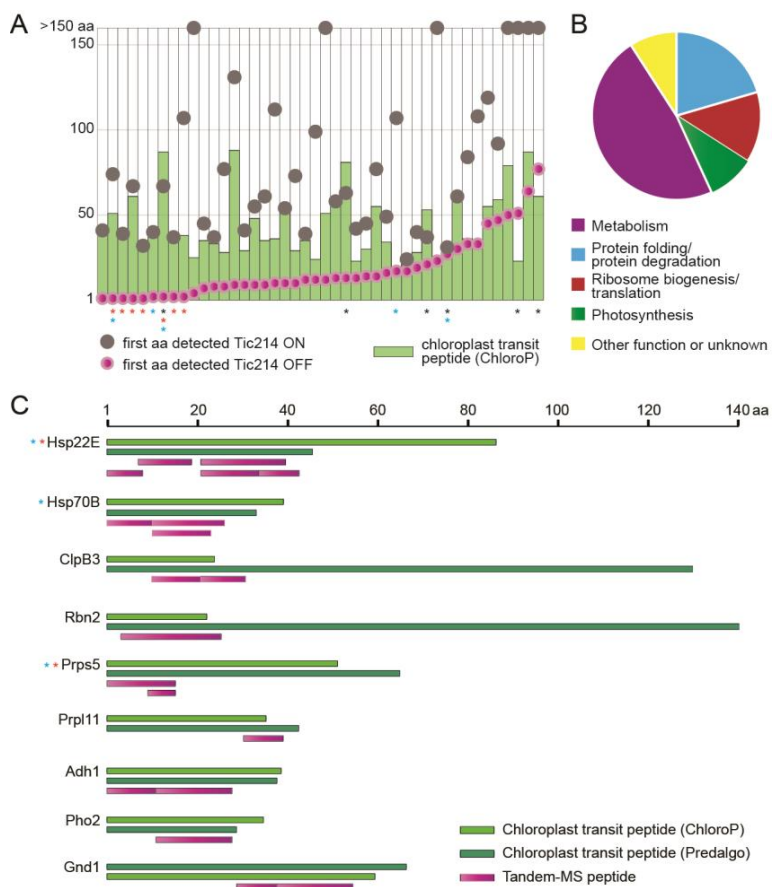 A
B
>150 aa
150
100
50
1
* * * * * * * * * * * * * *
* * *
*
first aa detected Tic214 ON
first aa detected Tic214 OFF
chloroplast transit
peptide (ChloroP)
Metabolism
Protein folding/
protein degradation
Ribosome biogenesis/
translation
Photosynthesis
Other function or unknown
C
1 20 40 60 80 100 120 140 aa
* * Hsp22E
* Hsp70B
ClpB3
Rbn2
* * Prps5
Prpl11
Adh1
Pho2
Gnd1
Chloroplast transit peptide (ChloroP)
Chloroplast transit peptide (Predalgo)
Tandem-MS peptide